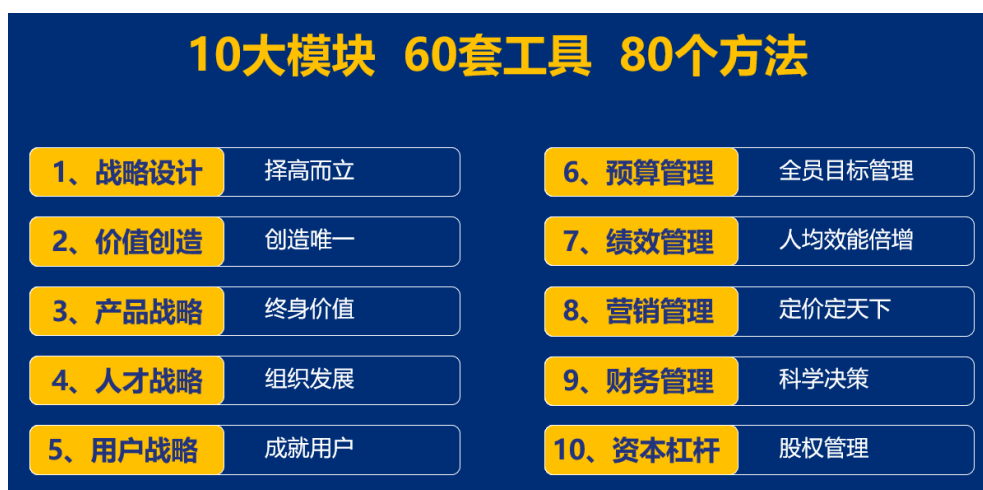 10大模块 60套工具 80个方法
1、战略设计 择高而立
2、价值创造 创造唯一
3、产品战略 终身价值
4、人才战略 组织发展
5、用户战略 成就用户
6、预算管理 全员目标管理
7、绩效管理 人均效能倍增
8、营销管理 定价定天下
9、财务管理 科学决策
10、资本杠杆 股权管理